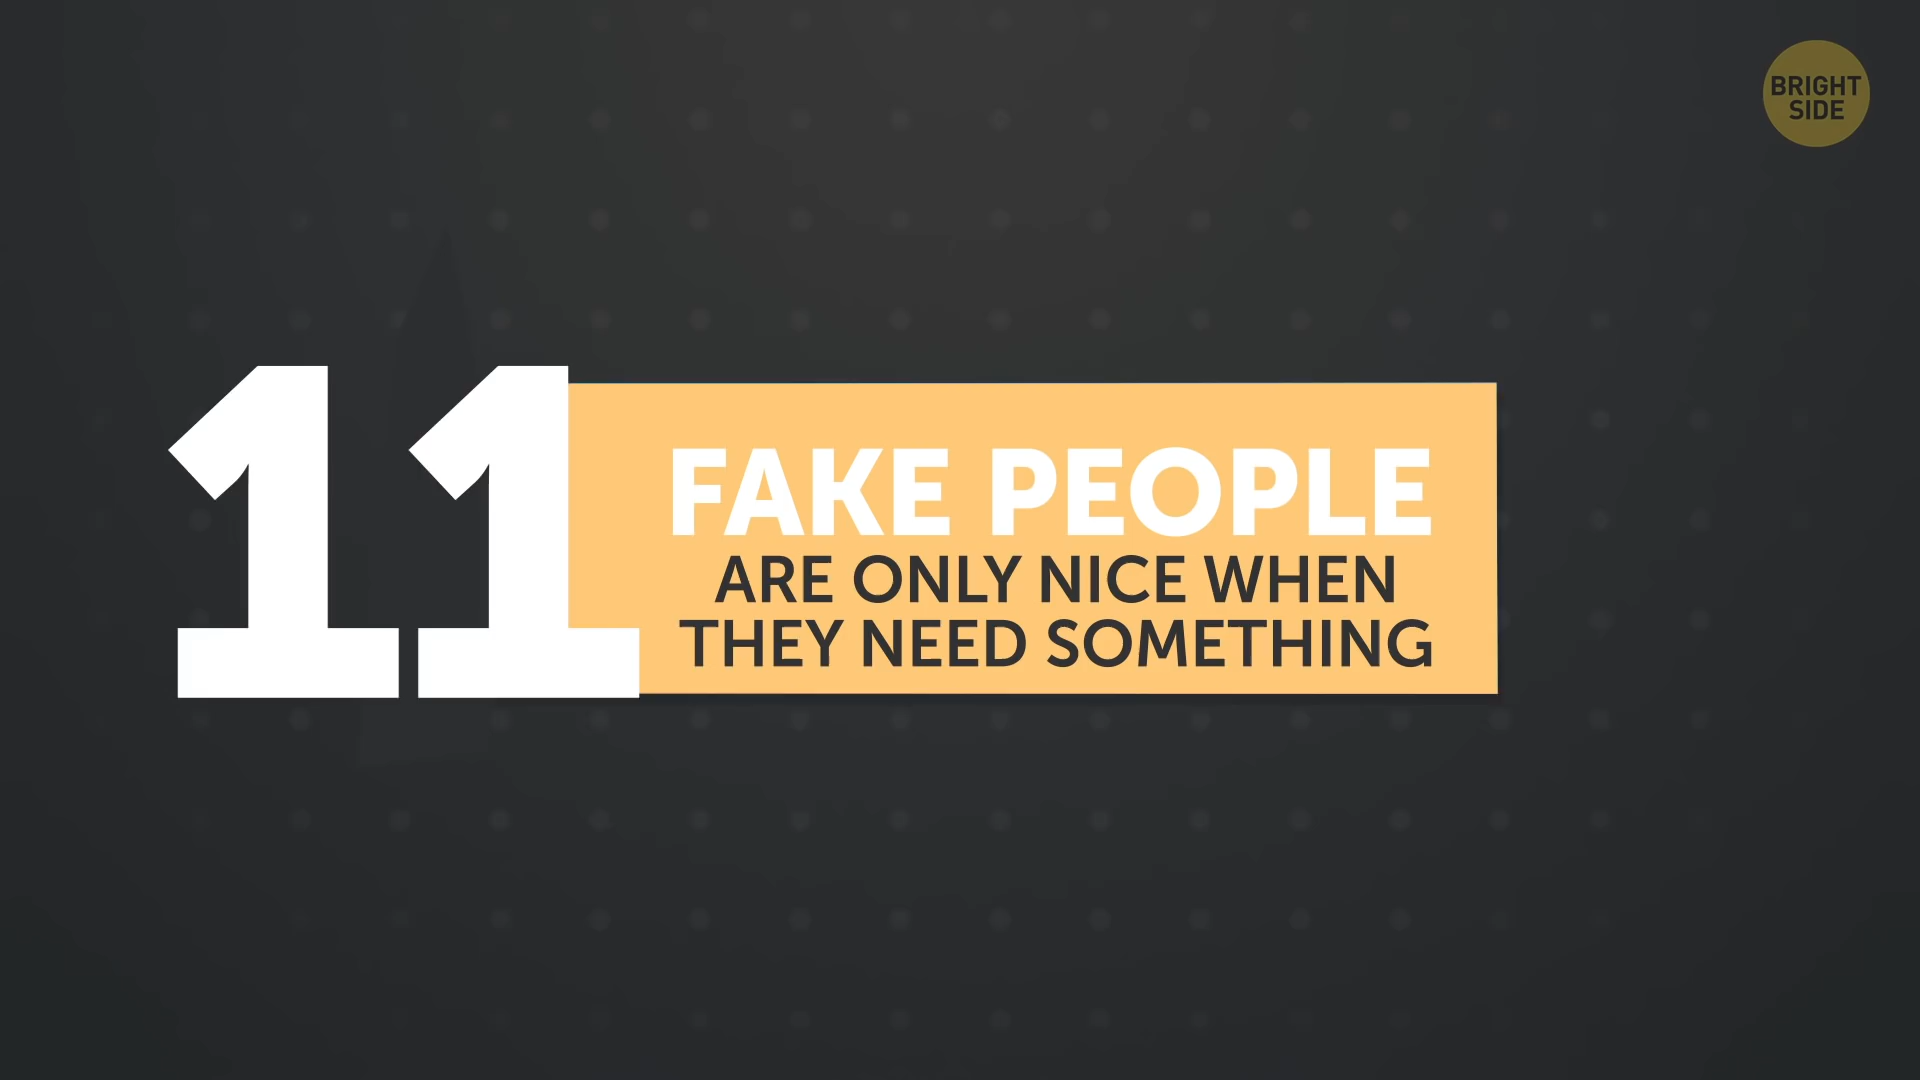 BRIGHT
SIDE
11
FAKE PEOPLE
ARE ONLY NICE WHEN
THEY NEED SOMETHING